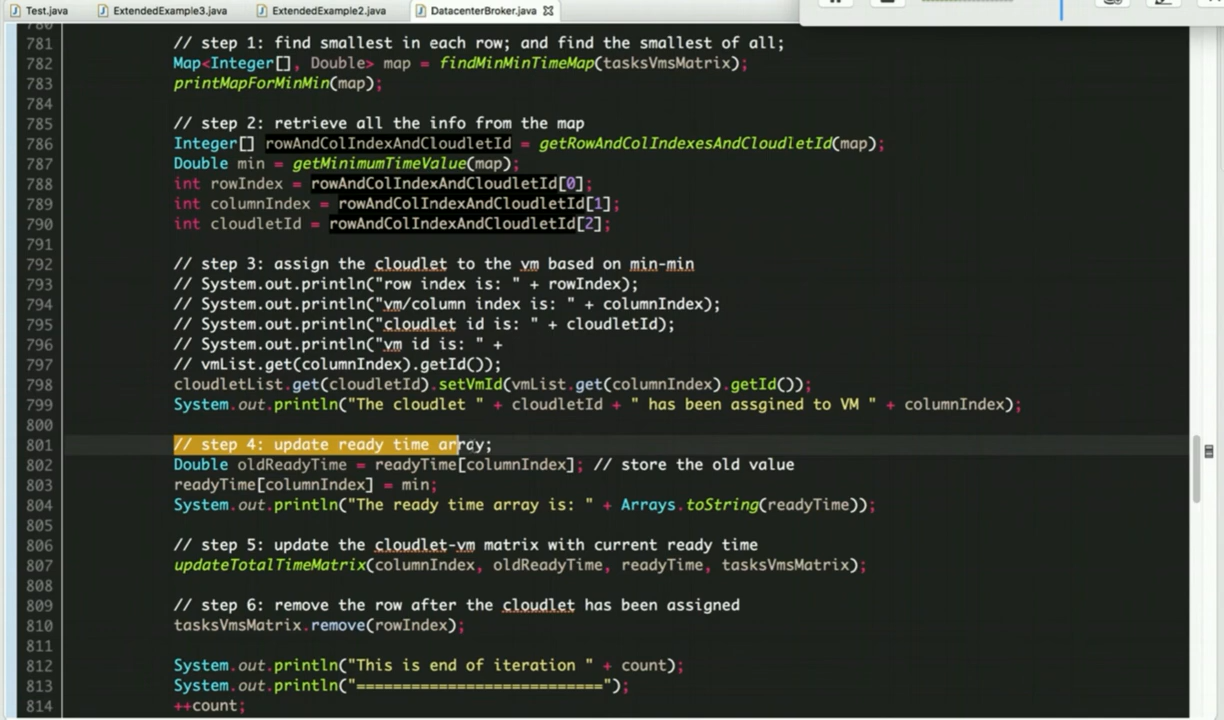 Test.java ExtendedExample3.java ExtendedExample2.java DatacenterBroker.java
780
781 // step 1: find smallest in each row; and find the smallest of all;
782 Map<Integer[], Double> map = findMinMinTimeMap(tasksVmsMatrix);
783 printMapForMinMin(map);
784
785 // step 2: retrieve all the info from the map
786 Integer[] rowAndColIndexAndCloudletId = getRowAndColIndexesAndCloudletId(map);
787 Double min = getMinimumTimeValue(map);
788 int rowIndex = rowAndColIndexAndCloudletId[0];
789 int columnIndex = rowAndColIndexAndCloudletId[1];
790 int cloudletId = rowAndColIndexAndCloudletId[2];
791
792 // step 3: assign the cloudlet to the vm based on min-min
793 // System.out.println("row index is: " + rowIndex);
794 // System.out.println("vm/column index is: " + columnIndex);
795 // System.out.println("cloudlet id is: " + cloudletId);
796 // System.out.println("vm id is: " +
797 // vmList.get(columnIndex).getId());
798 cloudletList.get(cloudletId).setVmId(vmList.get(columnIndex).getId());
799 System.out.println("The cloudlet " + cloudletId + " has been assgined to VM " + columnIndex);
800
801 // step 4: update ready time array;
802 Double oldReadyTime = readyTime[columnIndex]; // store the old value
803 readyTime[columnIndex] = min;
804 System.out.println("The ready time array is: " + Arrays.toString(readyTime));
805
806 // step 5: update the cloudlet-vm matrix with current ready time
807 updateTotalTimeMatrix(columnIndex, oldReadyTime, readyTime, tasksVmsMatrix);
808
809 // step 6: remove the row after the cloudlet has been assigned
810 tasksVmsMatrix.remove(rowIndex);
811
812 System.out.println("This is end of iteration " + count);
813 System.out.println("===========================");
814 ++count;